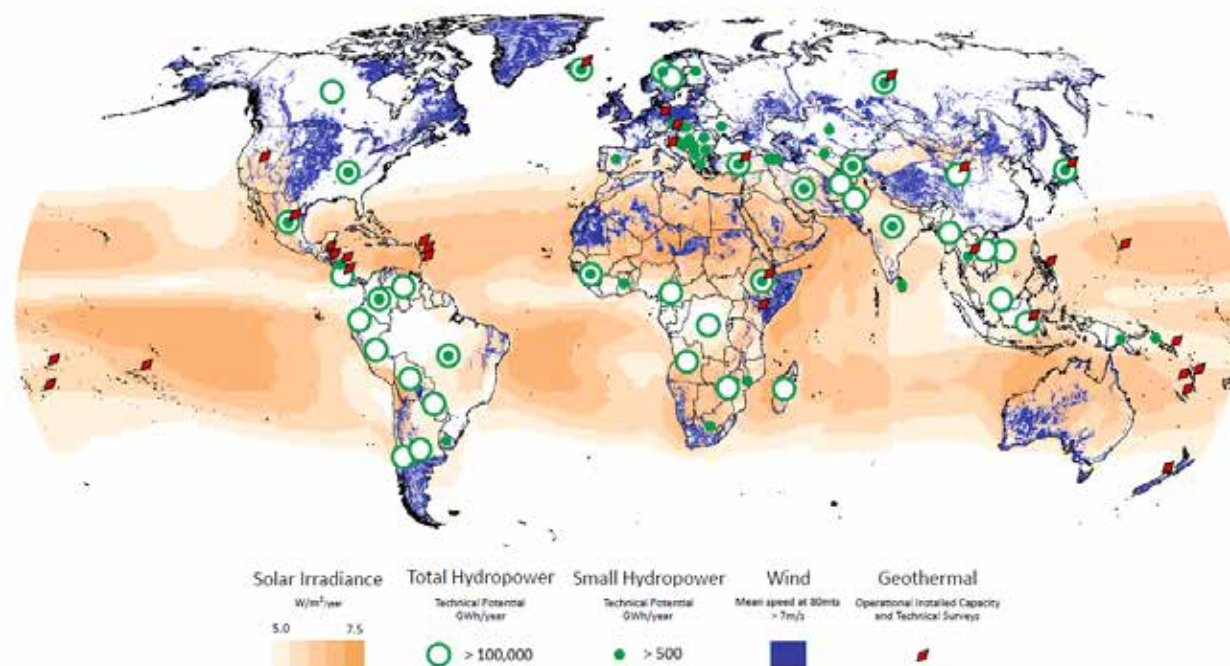 Solar Irradiance
W/m²/year
5.0 7.5
Total Hydropower
Technical Potential
GWh/year
> 100,000
Small Hydropower
Technical Potential
GWh/year
> 500
Wind
Mean speed at 80mts
> 7m/s
Geothermal
Operational Installed Capacity
and Technical Surveys